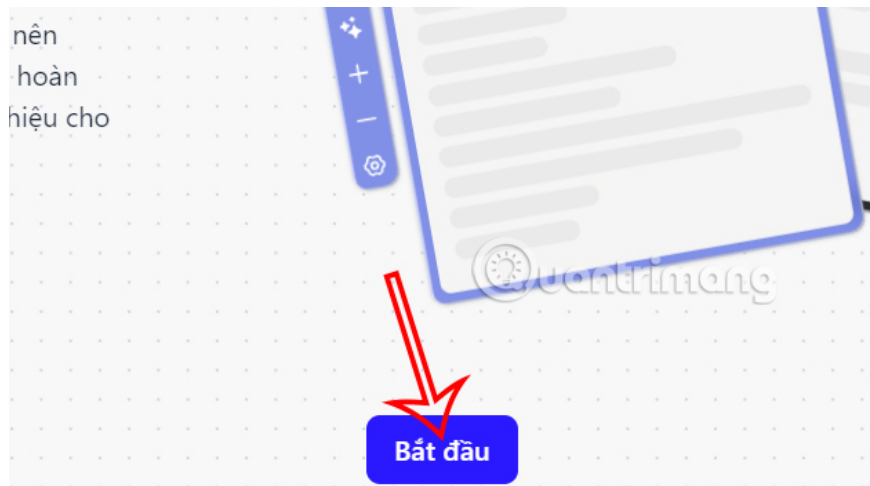 nên
hoàn
hiệu cho
Quantrimang
Bắt đầu